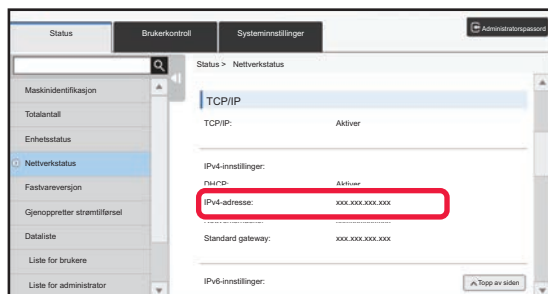 Status
Brukerkontroll
Systeminnstillinger
Administratorspassord
Status > Nettverkstatus
Maskinidentifikasjon
Totalantall
Enhetsstatus
Nettverkstatus
Fastvareversjon
Gjenoppretter strømtilførsel
Dataliste
Liste for brukere
Liste for administrator
TCP/IP
TCP/IP: Aktiver
IPv4-innstillinger:
DHCP: Aktiver
IPv4-adresse: xxx.xxx.xxx.xxx
Standard gateway: xxx.xxx.xxx.xxx
IPv6-innstillinger:
Topp av siden